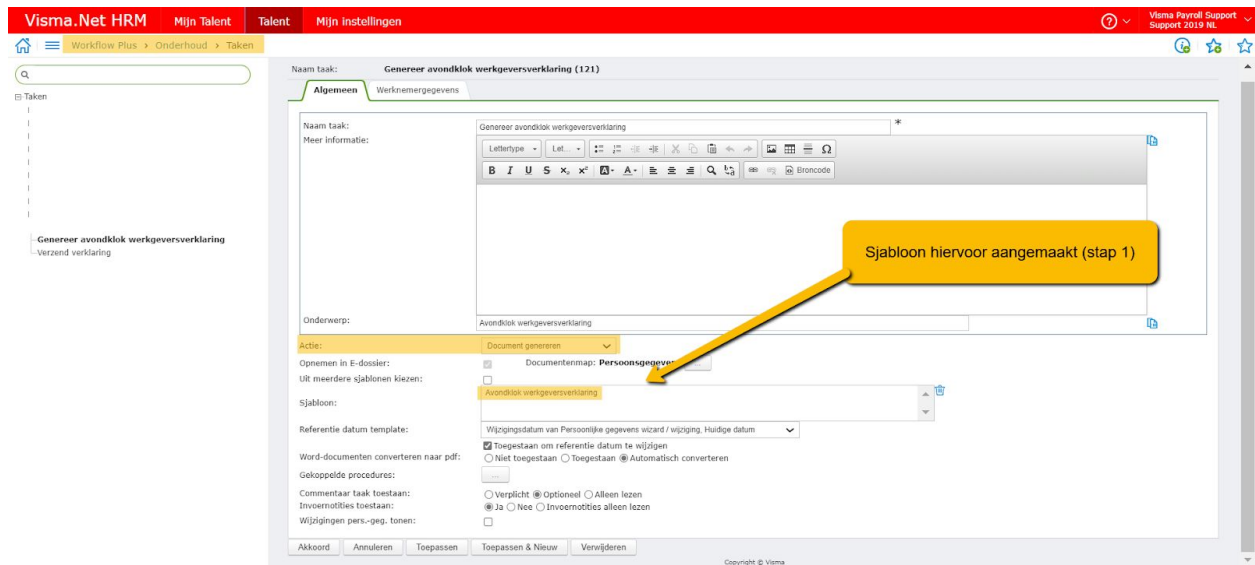 Visma.Net HRM Mijn Talent Talent Mijn instellingen Visma Payroll Support
Support 2019 NL
Workflow Plus > Onderhoud > Taken
Taken
Genereer avondklok werkgeversverklaring
Verzend verklaring
Naam taak: Genereer avondklok werkgeversverklaring (121)
Algemeen Werknemergegevens
Naam taak: Genereer avondklok werkgeversverklaring *
Meer informatie:
Lettertype Let... Ω
B I U S x₂ x² A A Broncode
Sjabloon hiervoor aangemaakt (stap 1)
Onderwerp: Avondklok werkgeversverklaring
Actie: Document genereren
Opnemen in E-dossier: Documentenmap: ...
Uit meerdere sjablonen kiezen:
Sjabloon: Avondklok werkgeversverklaring
Referentie datum template: Wijzigingsdatum van Persoonlijke gegevens wizard / wijziging, Huidige datum
Toegestaan om referentie datum te wijzigen
Word-documenten converteren naar pdf: Niet toegestaan Toegestaan Automatisch converteren
Gekoppelde procedures: ...
Commentaar taak toestaan: Verplicht Optioneel Alleen lezen
Invoernotities toestaan: Ja Nee Invoernotities alleen lezen
Wijzigingen pers.-geg. tonen:
Akkoord Annuleren Toepassen Toepassen & Nieuw Verwijderen
Copyright © Visma